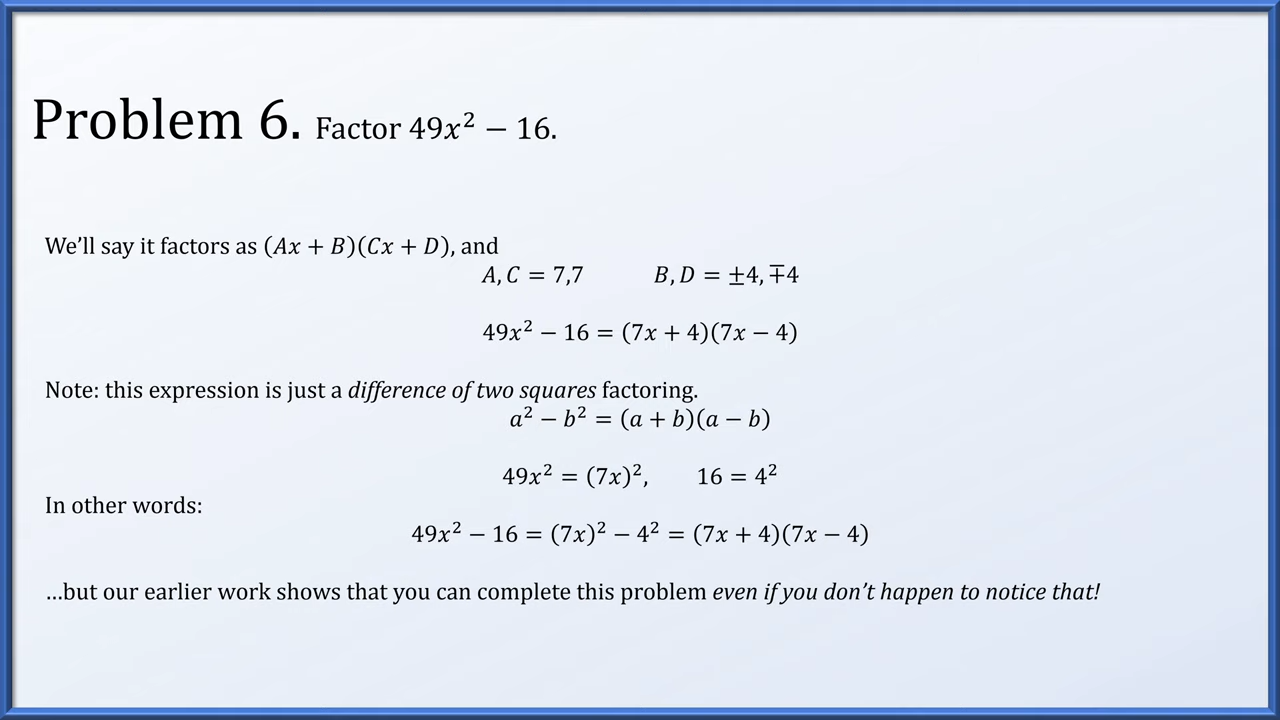 Problem 6. Factor 49x² − 16.
We’ll say it factors as (Ax + B)(Cx + D), and
A, C = 7,7 B, D = ±4, ∓4
49x² − 16 = (7x + 4)(7x − 4)
Note: this expression is just a difference of two squares factoring.
a² − b² = (a + b)(a − b)
49x² = (7x)², 16 = 4²
In other words:
49x² − 16 = (7x)² − 4² = (7x + 4)(7x − 4)
…but our earlier work shows that you can complete this problem even if you don’t happen to notice that!